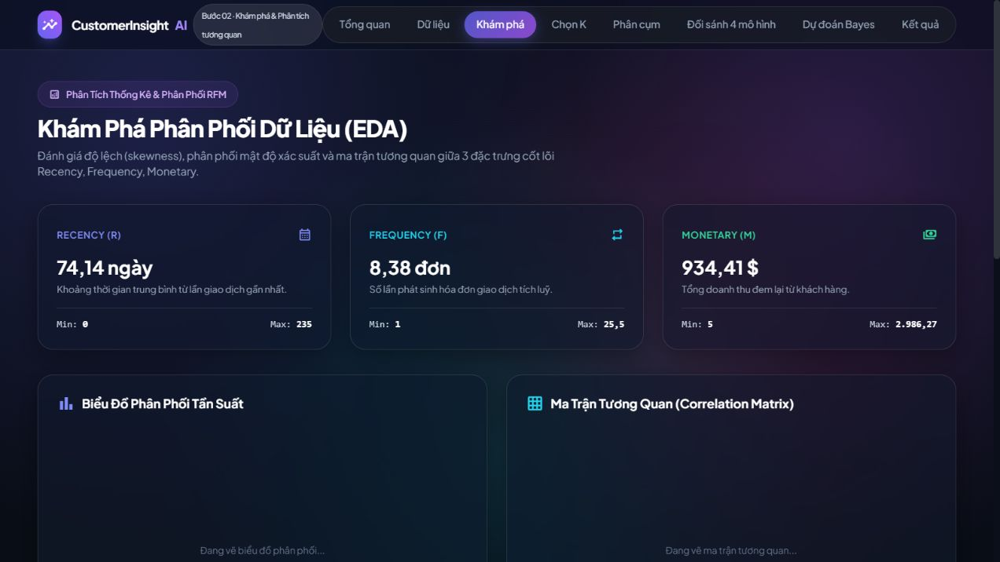 CustomerInsight AI
Bước 02 · Khám phá & Phân tích
tương quan
Tổng quan
Dữ liệu
Khám phá
Chọn K
Phân cụm
Đối sánh 4 mô hình
Dự đoán Bayes
Kết quả
Phân Tích Thống Kê & Phân Phối RFM
Khám Phá Phân Phối Dữ Liệu (EDA)
Đánh giá độ lệch (skewness), phân phối mật độ xác suất và ma trận tương quan giữa 3 đặc trưng cốt lõi
Recency, Frequency, Monetary.
RECENCY (R)
74,14 ngày
Khoảng thời gian trung bình từ lần giao dịch gần nhất.
Min: 0
Max: 235
FREQUENCY (F)
8,38 đơn
Số lần phát sinh hóa đơn giao dịch tích luỹ.
Min: 1
Max: 25,5
MONETARY (M)
934,41 $
Tổng doanh thu đem lại từ khách hàng.
Min: 5
Max: 2.986,27
Biểu Đồ Phân Phối Tần Suất
Đang vẽ biểu đồ phân phối...
Ma Trận Tương Quan (Correlation Matrix)
Đang vẽ ma trận tương quan...